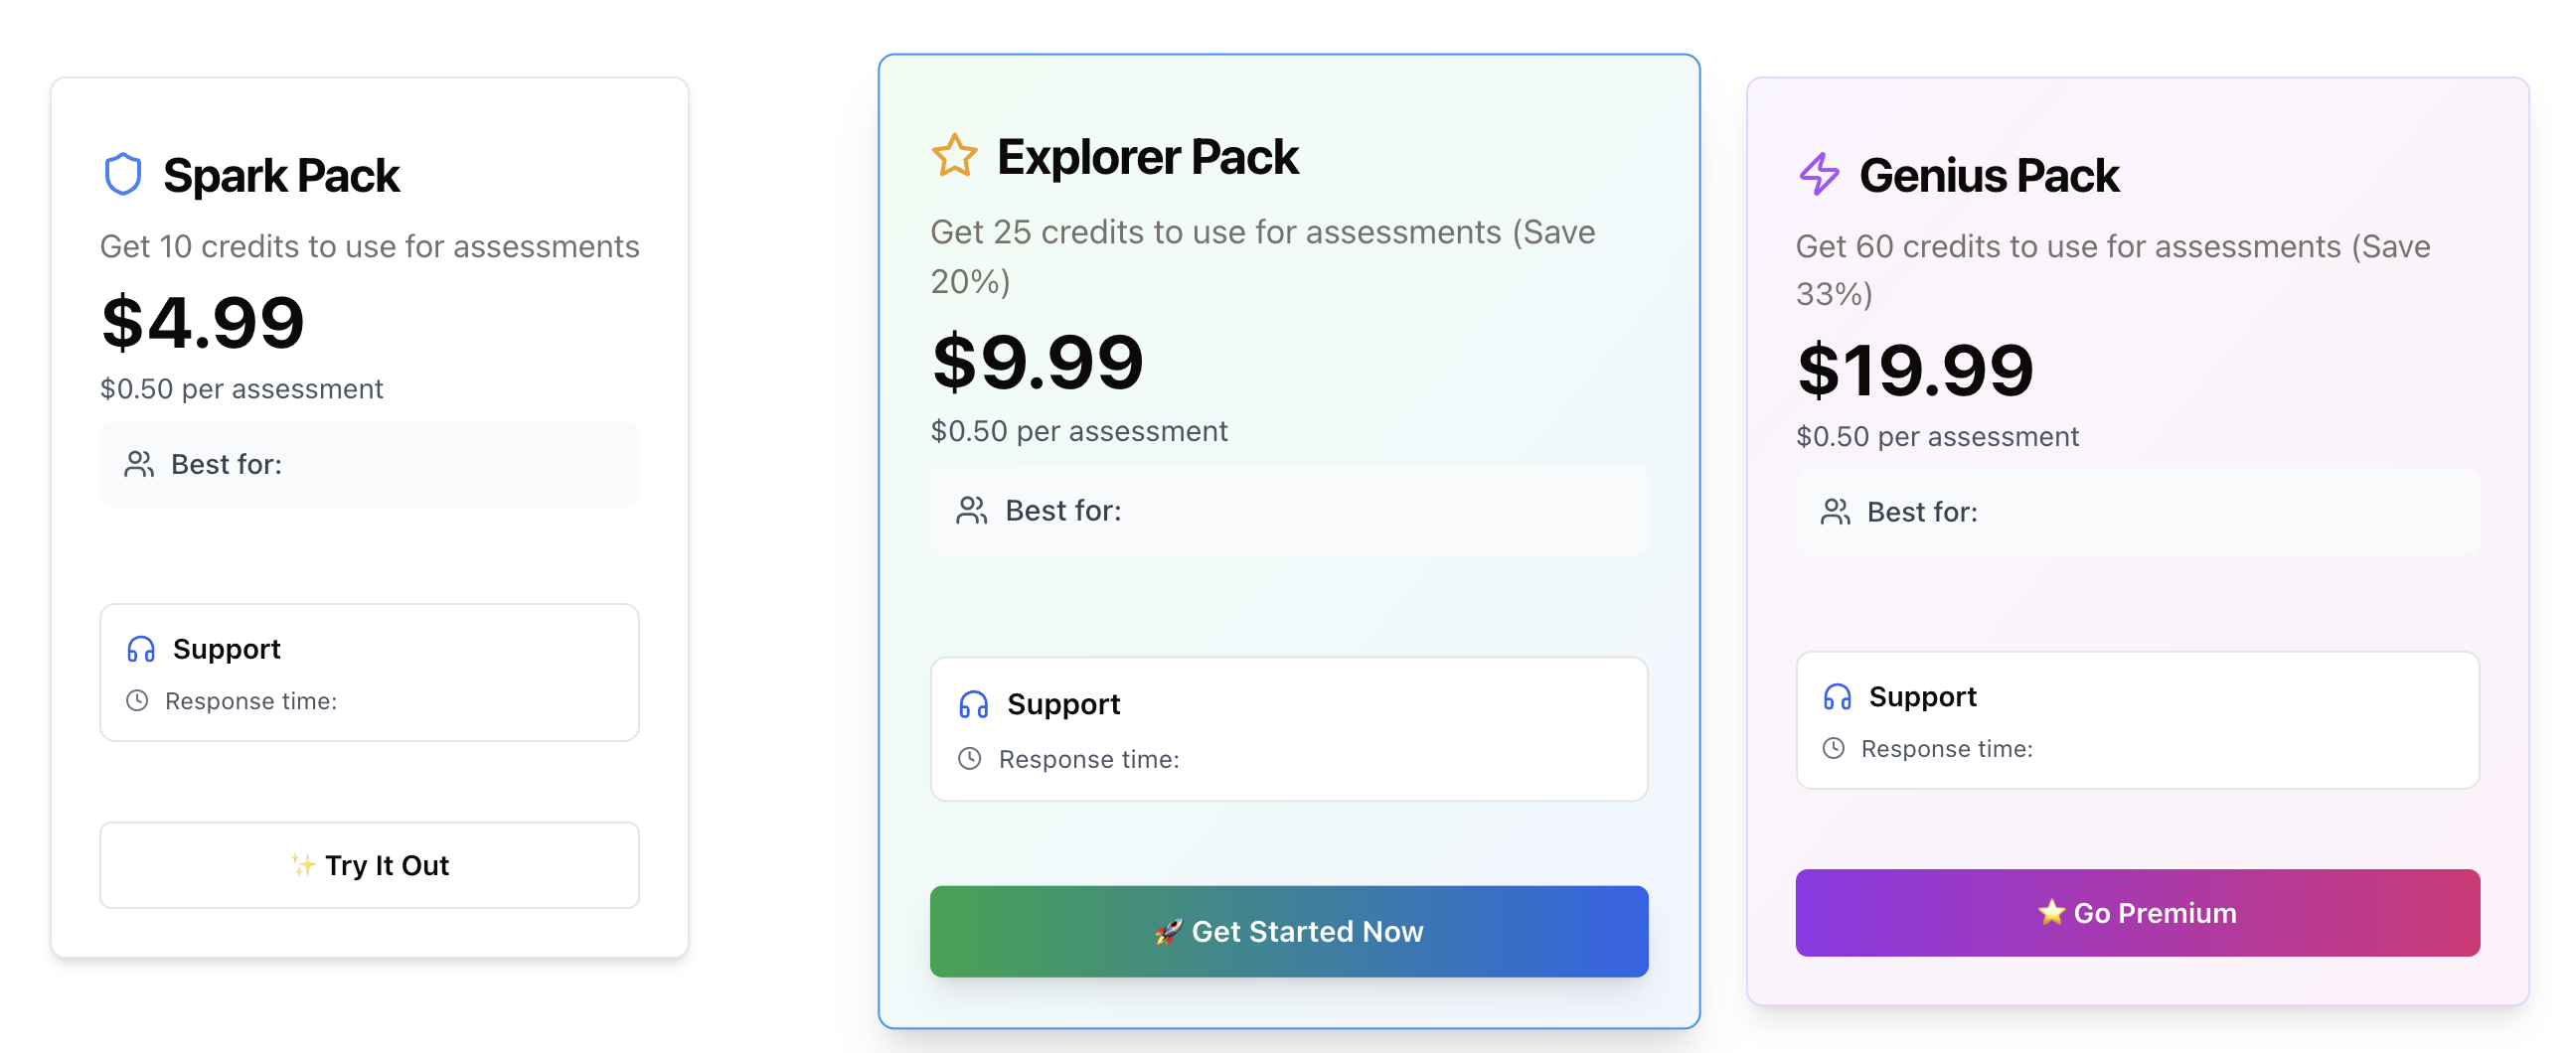 Spark Pack
Get 10 credits to use for assessments
$4.99
$0.50 per assessment
Best for:
Support
Response time:
✨ Try It Out
Explorer Pack
Get 25 credits to use for assessments (Save
20%)
$9.99
$0.50 per assessment
Best for:
Support
Response time:
🚀 Get Started Now
Genius Pack
Get 60 credits to use for assessments (Save
33%)
$19.99
$0.50 per assessment
Best for:
Support
Response time:
⭐ Go Premium